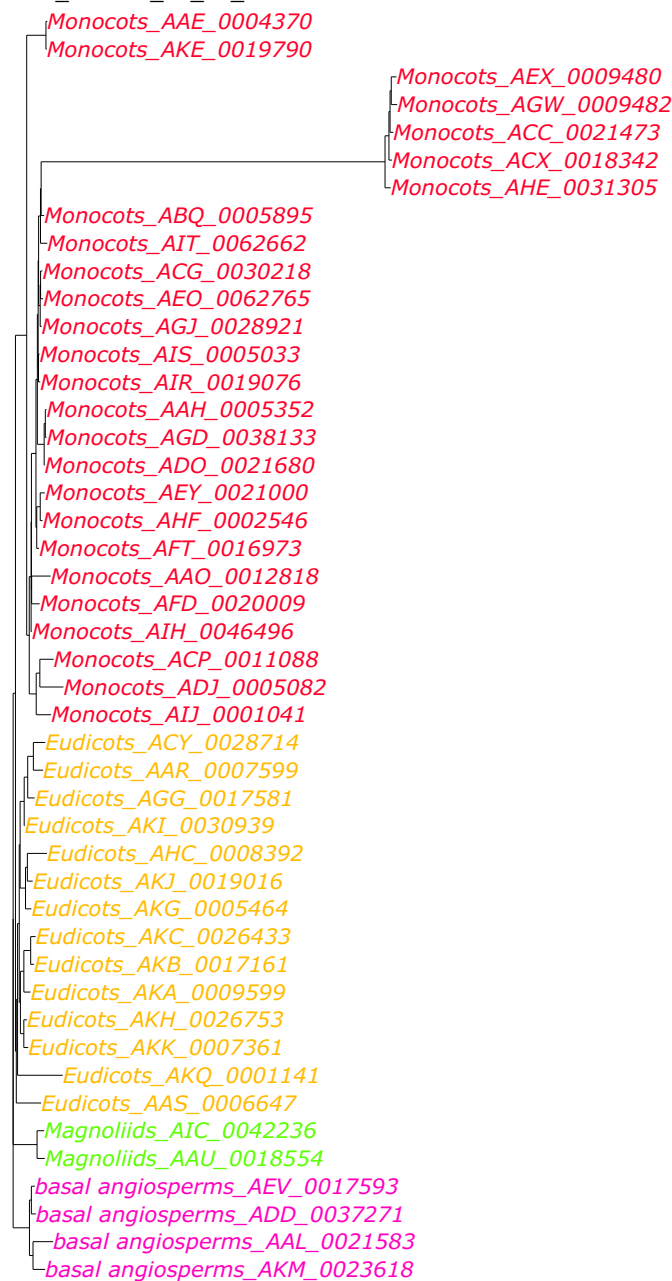 Monocots_AAE_0004370
Monocots_AKE_0019790
Monocots_AEX_0009480
Monocots_AGW_0009482
Monocots_ACC_0021473
Monocots_ACX_0018342
Monocots_AHE_0031305
Monocots_ABQ_0005895
Monocots_AIT_0062662
Monocots_ACG_0030218
Monocots_AEO_0062765
Monocots_AGJ_0028921
Monocots_AIS_0005033
Monocots_AIR_0019076
Monocots_AAH_0005352
Monocots_AGD_0038133
Monocots_ADO_0021680
Monocots_AEY_0021000
Monocots_AHF_0002546
Monocots_AFT_0016973
Monocots_AAO_0012818
Monocots_AFD_0020009
Monocots_AIH_0046496
Monocots_ACP_0011088
Monocots_ADJ_0005082
Monocots_AIJ_0001041
Eudicots_ACY_0028714
Eudicots_AAR_0007599
Eudicots_AGG_0017581
Eudicots_AKI_0030939
Eudicots_AHC_0008392
Eudicots_AKJ_0019016
Eudicots_AKG_0005464
Eudicots_AKC_0026433
Eudicots_AKB_0017161
Eudicots_AKA_0009599
Eudicots_AKH_0026753
Eudicots_AKK_0007361
Eudicots_AKQ_0001141
Eudicots_AAS_0006647
Magnoliids_AIC_0042236
Magnoliids_AAU_0018554
basal angiosperms_AEV_0017593
basal angiosperms_ADD_0037271
basal angiosperms_AAL_0021583
basal angiosperms_AKM_0023618